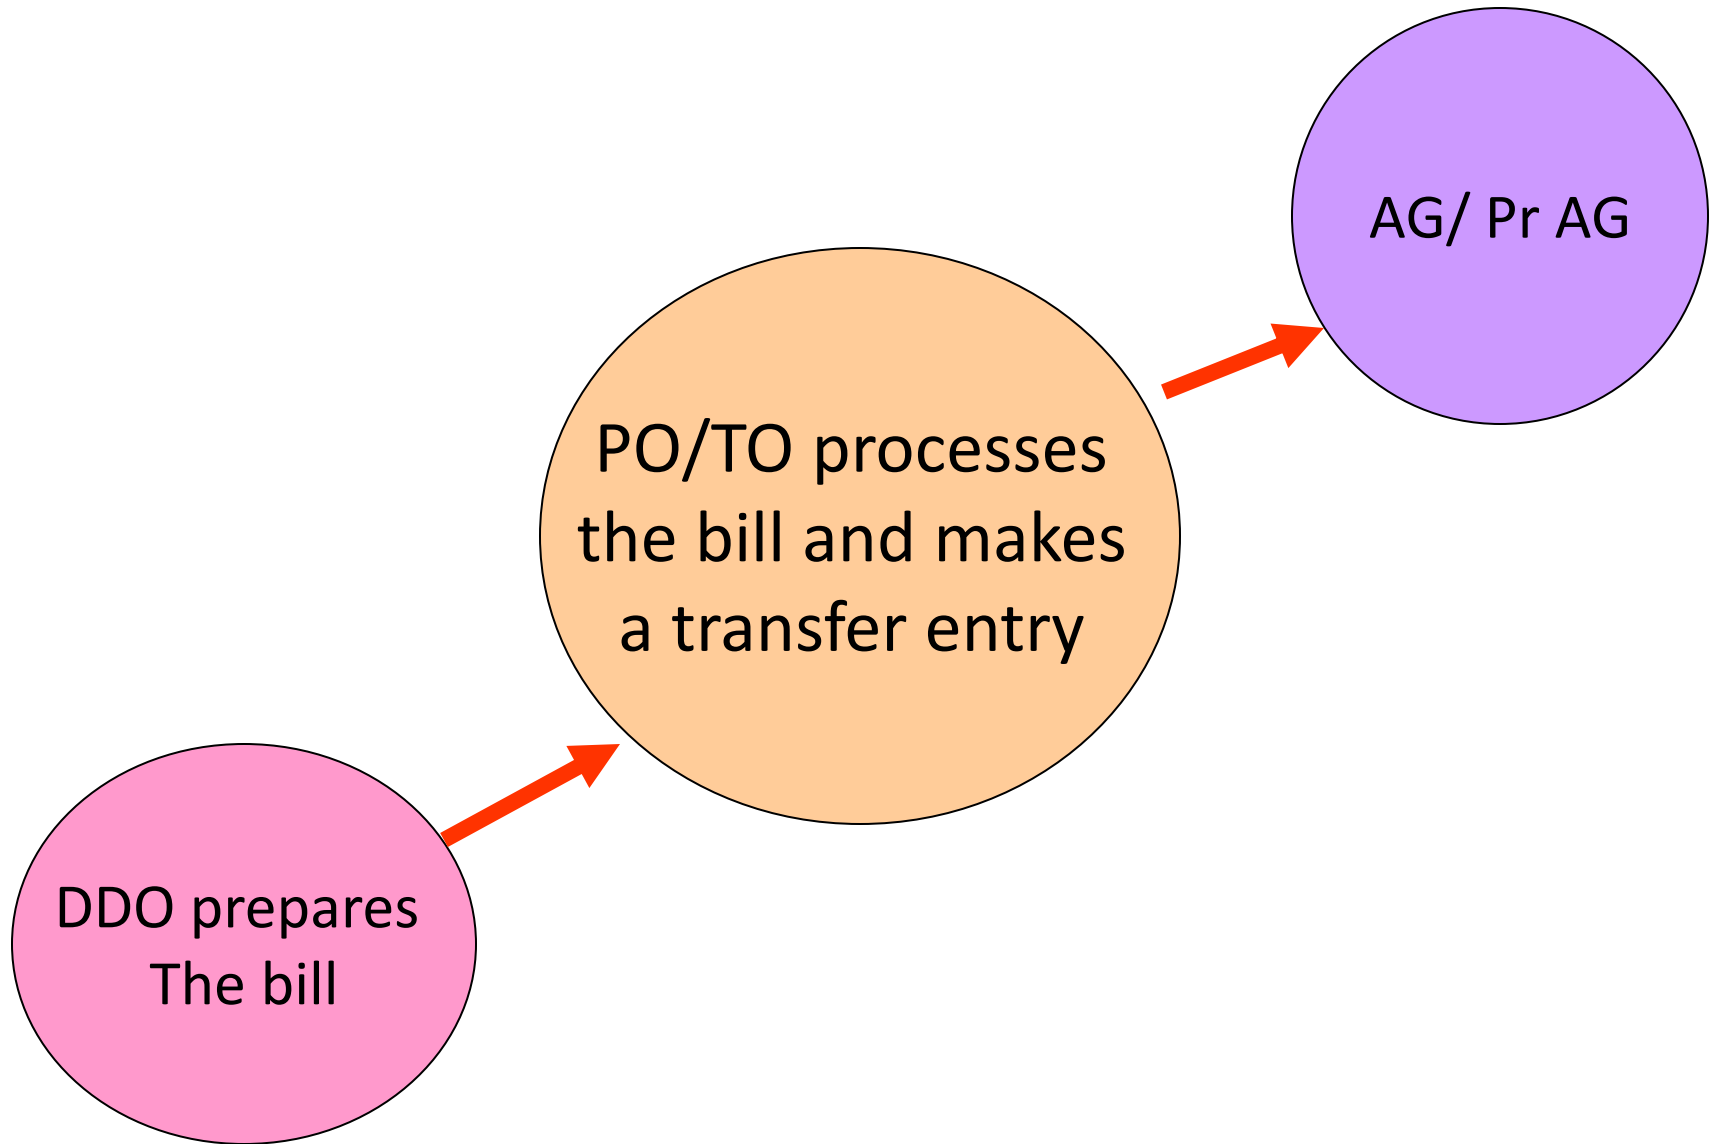 AG/ Pr AG
PO/TO processes
the bill and makes
a transfer entry
DDO prepares
The bill